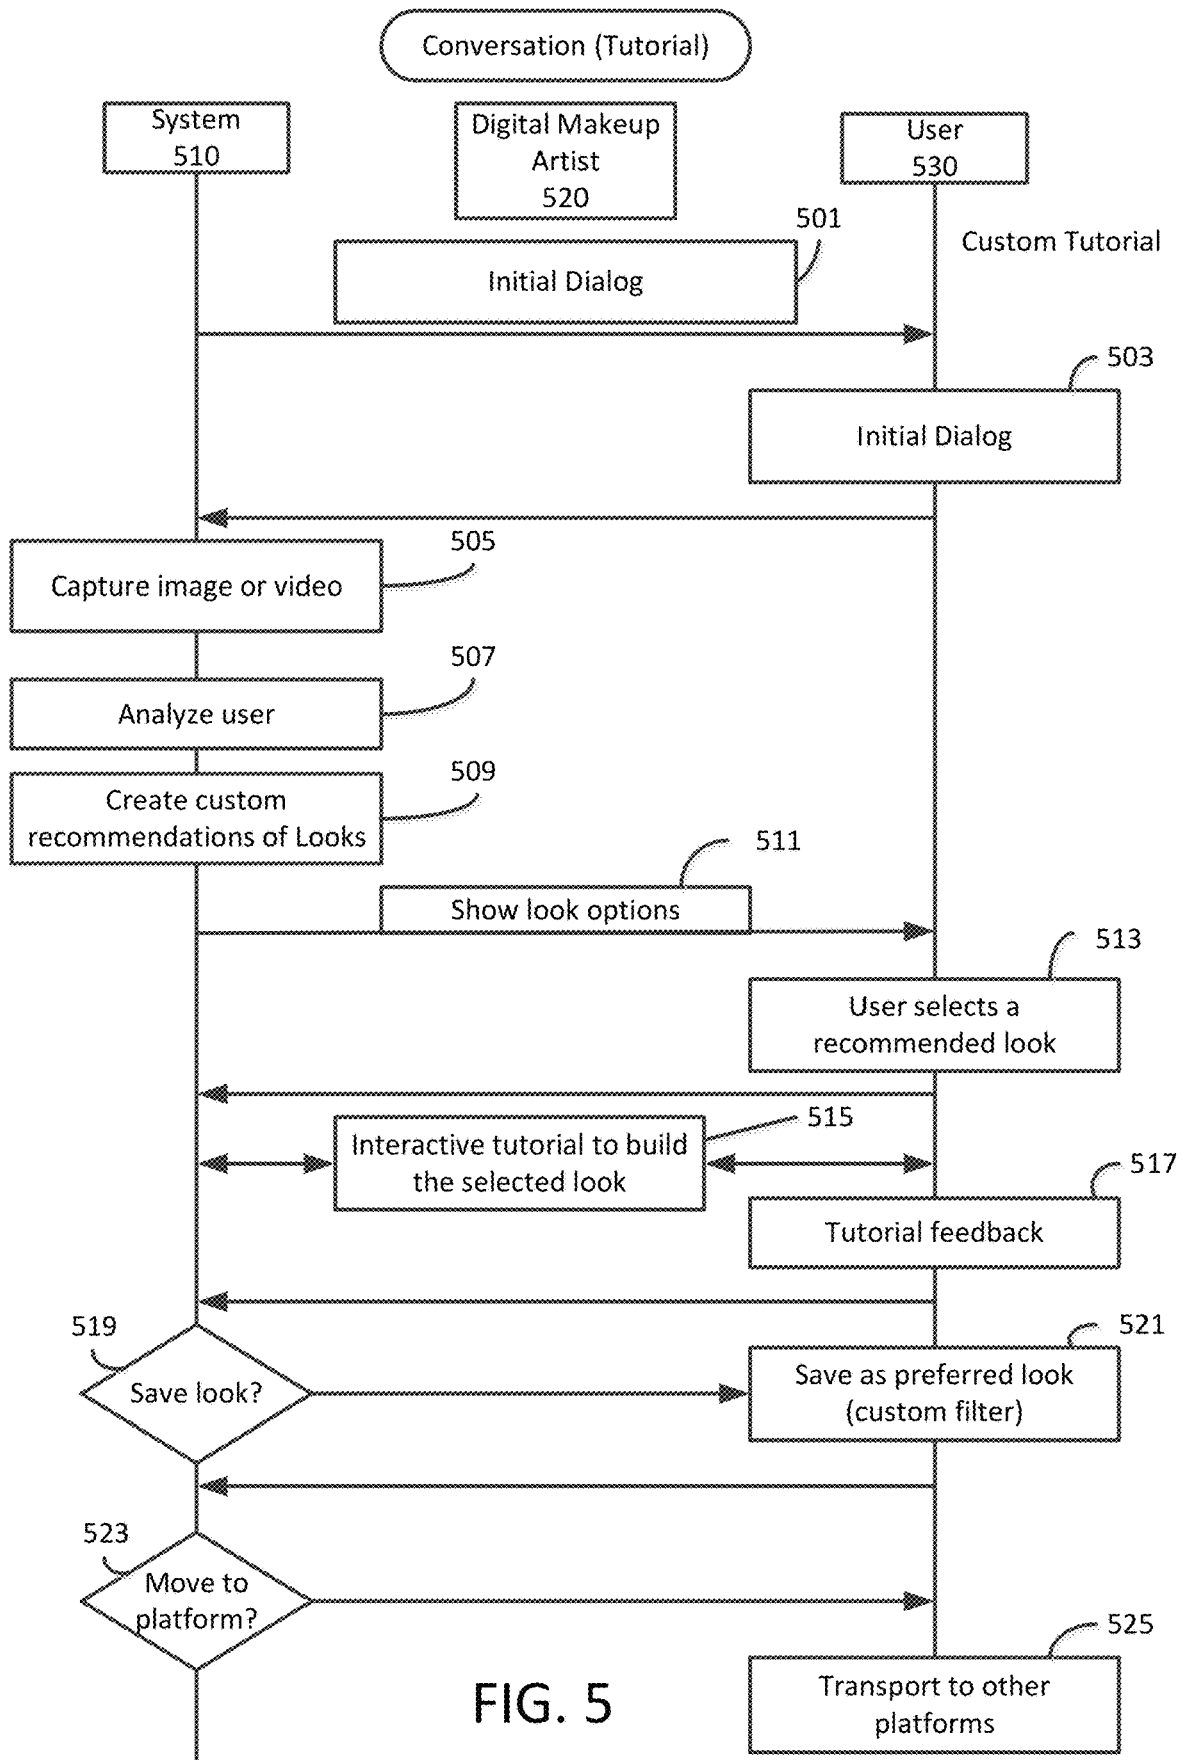 Conversation (Tutorial)
System
510
Digital Makeup
Artist
520
User
530
501
Custom Tutorial
Initial Dialog
503
Initial Dialog
505
Capture image or video
507
Analyze user
509
Create custom
recommendations of Looks
511
Show look options
513
User selects a
recommended look
515
Interactive tutorial to build
the selected look
517
Tutorial feedback
519
Save look?
521
Save as preferred look
(custom filter)
523
Move to
platform?
525
Transport to other
platforms
FIG. 5